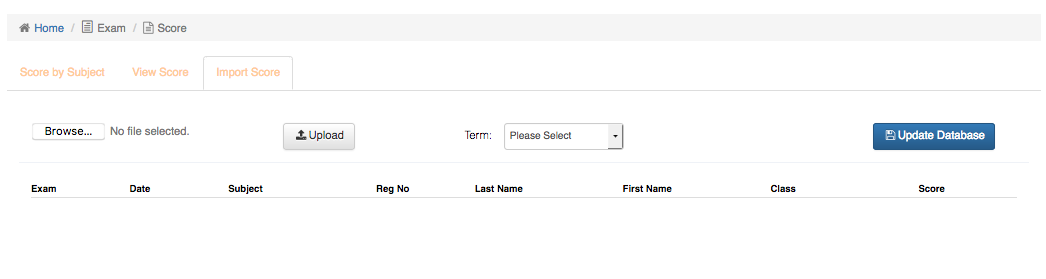 Home / Exam / Score
Score by Subject View Score Import Score
Browse... No file selected. Upload Term: Please Select Update Database
Exam Date Subject Reg No Last Name First Name Class Score